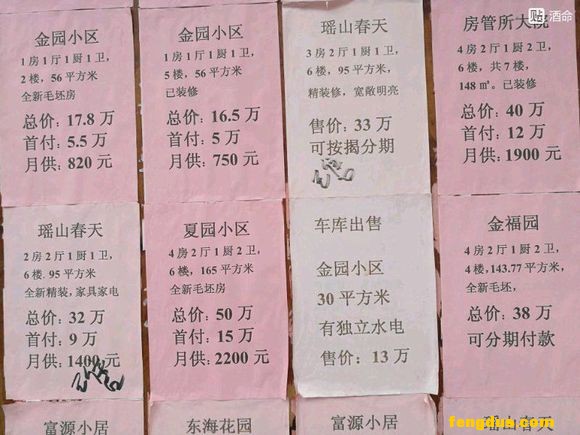 金园小区
1房1厅1厨1卫,
2楼, 56平方米
全新毛坯房
总价: 17.8万
首付: 5.5万
月供: 820元
金园小区
1房1厅1厨1卫,
5楼, 56平方米
已装修
总价: 16.5万
首付: 5万
月供: 750元
瑶山春天
3房2厅1厨1卫,
6楼, 95平方米
精装修, 宽敞明亮
售价: 33万
可按揭分期
房管所大院
4房2厅1厨2卫,
6楼, 共7楼,
148㎡。已装修
总价: 40万
首付: 12万
月供: 1900元
瑶山春天
2房2厅1厨1卫,
6楼. 95平方米
全新精装, 家具家电
总价: 32万
首付: 9万
月供: 1400元
夏园小区
4房2厅1厨2卫,
6楼, 165平方米
全新毛坯房
总价: 50万
首付: 15万
月供: 2200元
车库出售
金园小区
30平方米
有独立水电
售价: 13万
金福园
4房2厅1厨2卫,
4楼, 143.77平方米,
全新毛坯,
总价: 38万
可分期付款
富源小居
东海花园
富源小居
瑶山春天
贴 酒命
fengdus.com